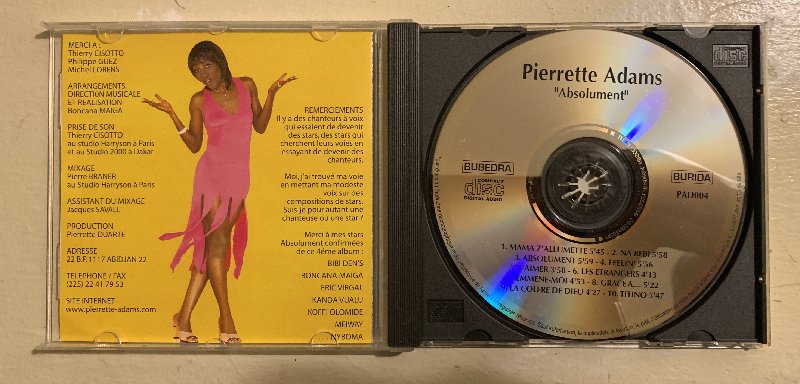 MERCI A :
Thierry CISOTTO
Philippe GUEZ
Michel LORENS
ARRANGEMENTS
DIRECTION MUSICALE
ET REALISATION
Boncana MAIGA
PRISE DE SON
Thierry CISOTTO
au studio Harryson à Paris
et au Studio 2000 à Dakar
MIXAGE
Pierre BRANER
au Studio Harryson à Paris
ASSISTANT DU MIXAGE
Jacques SAVALL
PRODUCTION
Pierrette DUARTE
ADRESSE
22 B.P. 1117 ABIDJAN 22
TELEPHONE / FAX
(225) 22 41 79 53
SITE INTERNET
www.pierrette-adams.com
REMERCIEMENTS
Il y a des chanteurs à voix
qui essaient de devenir
des stars, des stars qui
cherchent leurs voies en
essayant de devenir des
chanteurs.
Moi, j'ai trouvé ma voie
en mettant ma modeste
voix sur des
compositions de stars.
Suis-je pour autant une
chanteuse ou une star ?
Merci à mes stars
Absolument confirmées
de ce 4ème album :
BIBI DEN'S
BONCANA MAIGA
ERIC VIRGAL
KANDA VUALU
KOFFI OLOMIDE
MEIWAY
NYBOMA
Pierrette Adams
"Absolument"
BUBEDRA
COMPACT
disc
DIGITAL AUDIO
BURIDA
PAD004
1. MAMA Z'ALLUMETTE 5'45 - 2. NA BEBI 5'58
3. ABSOLUMENT 5'59 - 4. FEELIN' 5'56
AIMER 3'58 - 6. LES ETRANGERS 4'13
EMMENE-MOI 4'53 - 8. GRACE A... 5'22
LA COLERE DE DIEU 4'27 - 10. TITINO 5'47
disc